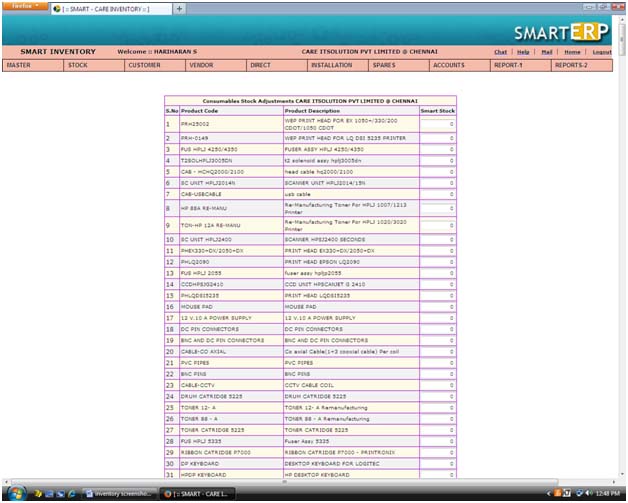 Firefox
[ :: SMART - CARE INVENTORY :: ]
+
SMARTERP
SMART INVENTORY Welcome :: HARIHARAN S CARE ITSOLUTION PVT LIMITED @ CHENNAI Chat | Help | Mail | Home | Logout
MASTER STOCK CUSTOMER VENDOR DIRECT INSTALLATION SPARES ACCOUNTS REPORT-1 REPORTS-2
Consumables Stock Adjustments CARE ITSOLUTION PVT LIMITED @ CHENNAI
S.No Product Code Product Description Smart Stock
1 PRH25002 WEP PRINT HEAD FOR EX 1050+/330/200 CDOT/1050 CDOT 0
2 PRH-0149 WEP PRINT HEAD FOR LQ DSI 5235 PRINTER 0
3 FUS HPLJ 4250/4350 FUSER ASSY HPLJ 4250/4350 0
4 T2SOLHPLJ3005DN t2 solenoid assy hplj3005dn 0
5 CAB - HCHQ2000/2100 head cable hq2000/2100 0
6 SC UNIT HPLJ2014N SCANNER UNIT HPLJ2014/15N 0
7 CAB-USBCABLE usb cable 0
8 HP 88A RE-MANU Re-Manufacturing Toner For HPLJ 1007/1213 Printer 0
9 TON-HP 12A RE-MANU Re-Manufacturing Toner For HPLJ 1020/3020 Printer 0
10 SC UNIT HPLJ2400 SCANNER HPSJ2400 SECONDS 0
11 PHEX330+DX/2050+DX PRINT HEAD EX330+DX/2050+DX 0
12 PHLQ2090 PRINT HEAD EPSON LQ2090 0
13 FUS HPLJ 2055 fuser assy hpljp2055 0
14 CCDHPSJG2410 CCD UNIT HPSCANJET G 2410 0
15 PHLQDSI5235 PRINT HEAD LQDSI5235 0
16 MOUSE PAD MOUSE PAD 0
17 12 V,10 A POWER SUPPLY 12 V,10 A POWER SUPPLY 0
18 DC PIN CONNECTORS DC PIN CONNECTORS 0
19 BNC AND DC PIN CONNECTORS BNC AND DC PIN CONNECTORS 0
20 CABLE-CO AXIAL Co axial Cable(1+3 cooxial cable) Per coil 0
21 PVC PIPES PVC PIPES 0
22 BNC PINS BNC PINS 0
23 CABLE-CCTV CCTV CABLE COIL 0
24 DRUM CATRIDGE 5225 DRUM CATRIDGE 5225 0
25 TONER 12- A TONER 12- A Remanufacturing 0
26 TONER 88 - A TONER 88 - A Remanufacturing 0
27 TONER CATRIDGE 5225 TONER CATRIDGE 5225 0
28 FUS HPLJ 5335 Fuser Assy 5335 0
29 RIBBON CATRIDGE P7000 RIBBON CATRIDGE P7000 - PRINTRONIX 0
30 DP KEYBOARD DESKTOP KEYBOARD FOR LOGITEC 0
31 HPDP KEYBOARD HP DESKTOP KEYBOARD 0
inventory screensho... [ :: SMART - CARE I... 12:48 PM